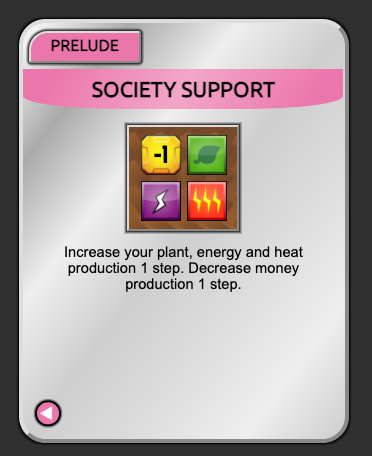 PRELUDE
SOCIETY SUPPORT
-1
Increase your plant, energy and heat
production 1 step. Decrease money
production 1 step.